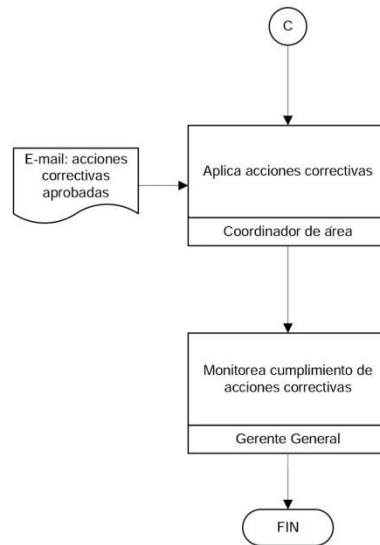 C
E-mail: acciones
correctivas
aprobadas
Aplica acciones correctivas
Coordinador de área
Monitorea cumplimiento de
acciones correctivas
Gerente General
FIN